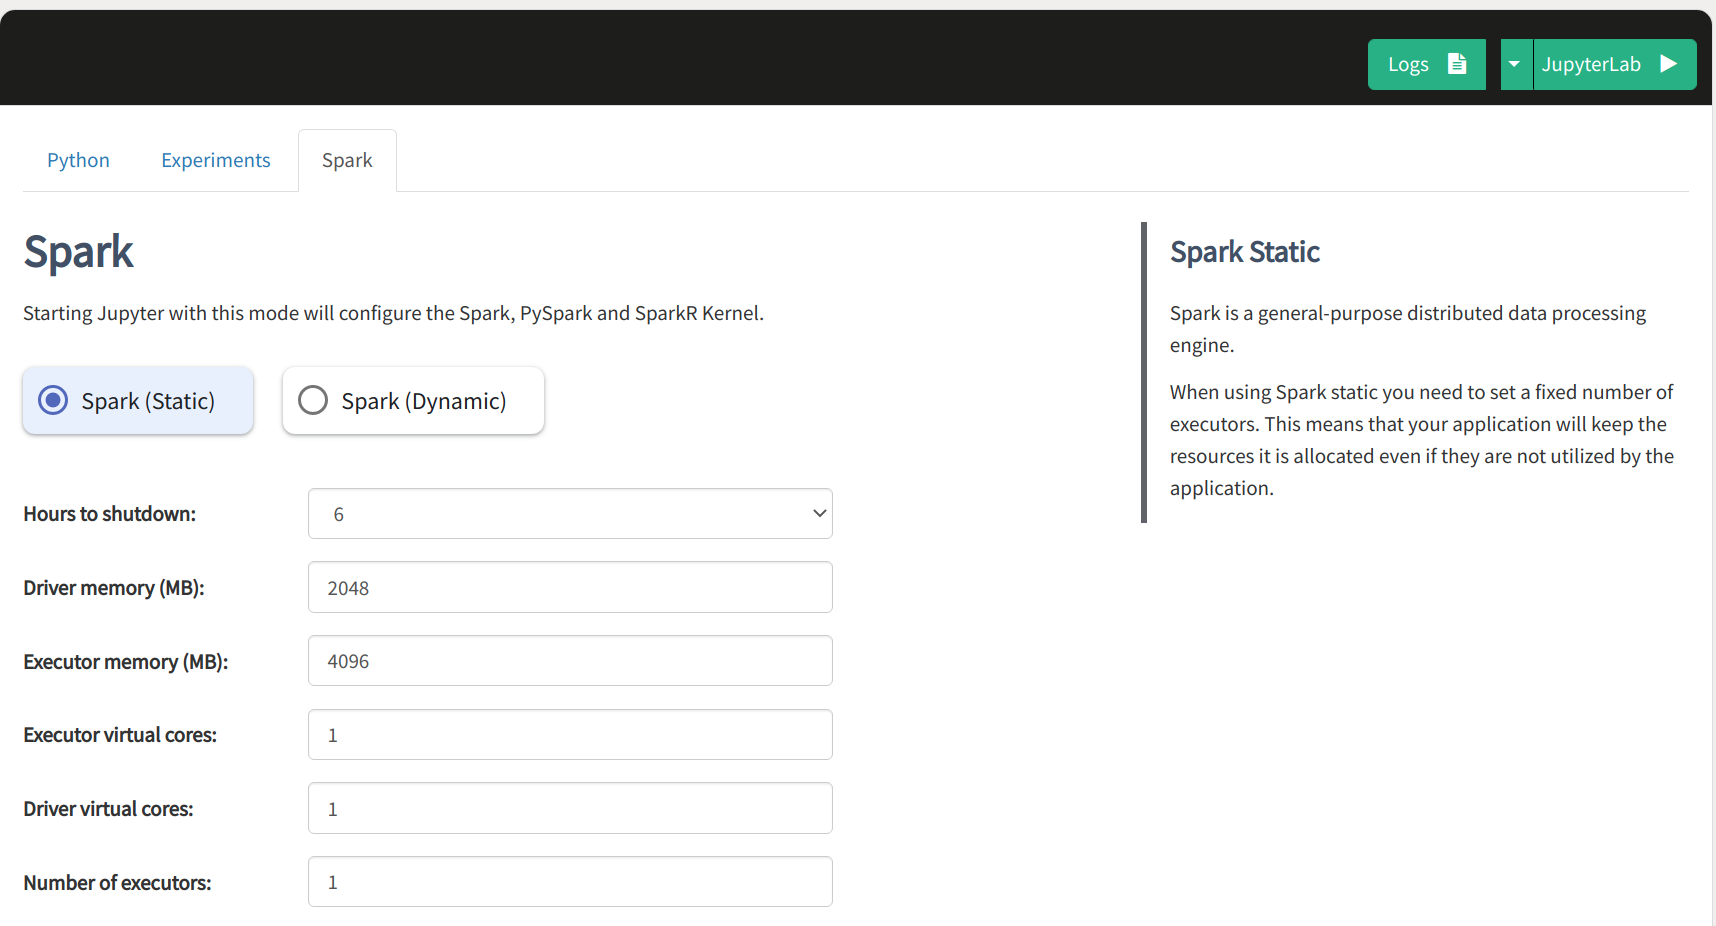 Logs
JupyterLab
Python
Experiments
Spark
Spark
Starting Jupyter with this mode will configure the Spark, PySpark and SparkR Kernel.
Spark (Static)
Spark (Dynamic)
Hours to shutdown:
6
Driver memory (MB):
2048
Executor memory (MB):
4096
Executor virtual cores:
1
Driver virtual cores:
1
Number of executors:
1
Spark Static
Spark is a general-purpose distributed data processing
engine.
When using Spark static you need to set a fixed number of
executors. This means that your application will keep the
resources it is allocated even if they are not utilized by the
application.